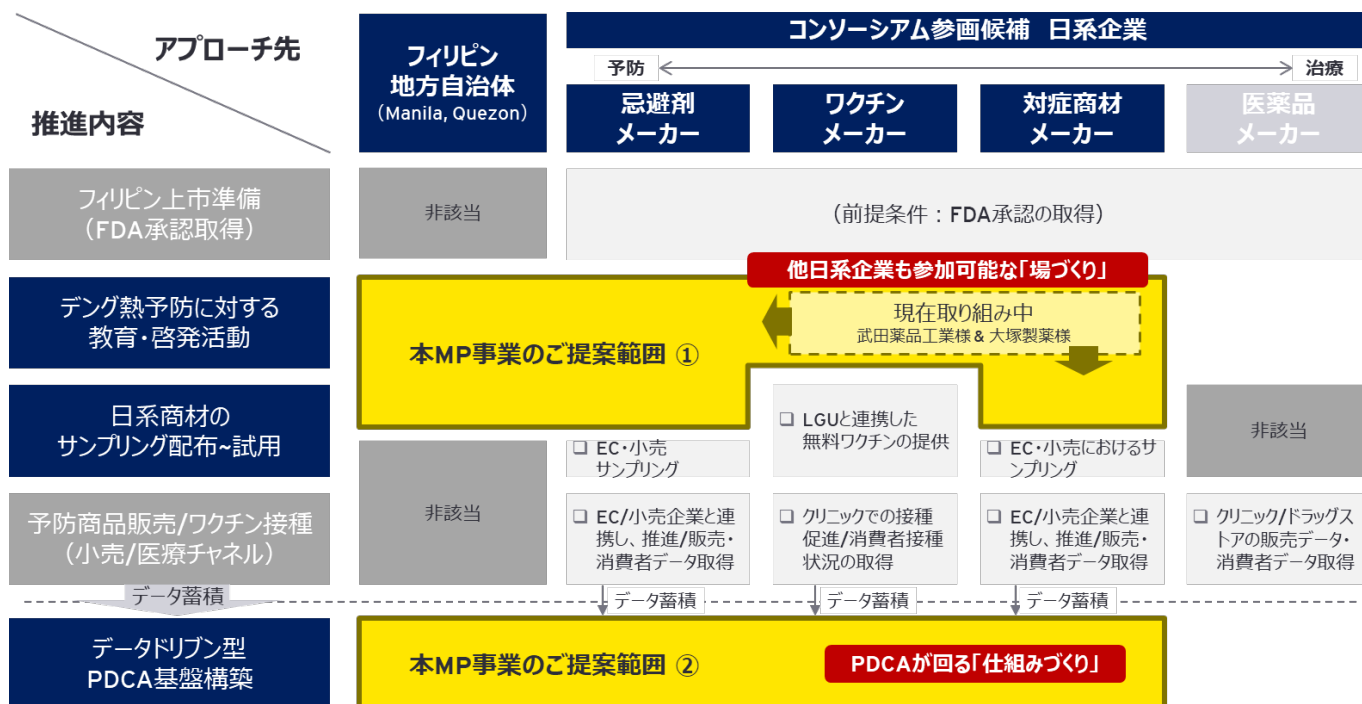 アプローチ先
推進内容
フィリピン
地方自治体
(Manila, Quezon)
コンソーシアム参画候補 日系企業
予防
治療
忌避剤
メーカー
ワクチン
メーカー
対症商材
メーカー
医薬品
メーカー
フィリピン上市準備
(FDA承認取得)
非該当
(前提条件：FDA承認の取得)
デング熱予防に対する
教育・啓発活動
本MP事業のご提案範囲 ①
他日系企業も参加可能な「場づくり」
現在取り組み中
武田薬品工業様 & 大塚製薬様
日系商材の
サンプリング配布~試用
非該当
❑ EC・小売
サンプリング
❑ LGUと連携した
無料ワクチンの提供
❑ EC・小売におけるサ
ンプリング
非該当
予防商品販売/ワクチン接種
(小売/医療チャネル)
❑ EC/小売企業と連
携し、推進/販売・
消費者データ取得
❑ クリニックでの接種
促進/消費者接種
状況の取得
❑ EC/小売企業と連
携し、推進/販売・
消費者データ取得
❑ クリニック/ドラッグス
トアの販売データ・
消費者データ取得
データ蓄積
データ蓄積
データ蓄積
データ蓄積
データドリブン型
PDCA基盤構築
本MP事業のご提案範囲 ②
PDCAが回る「仕組みづくり」